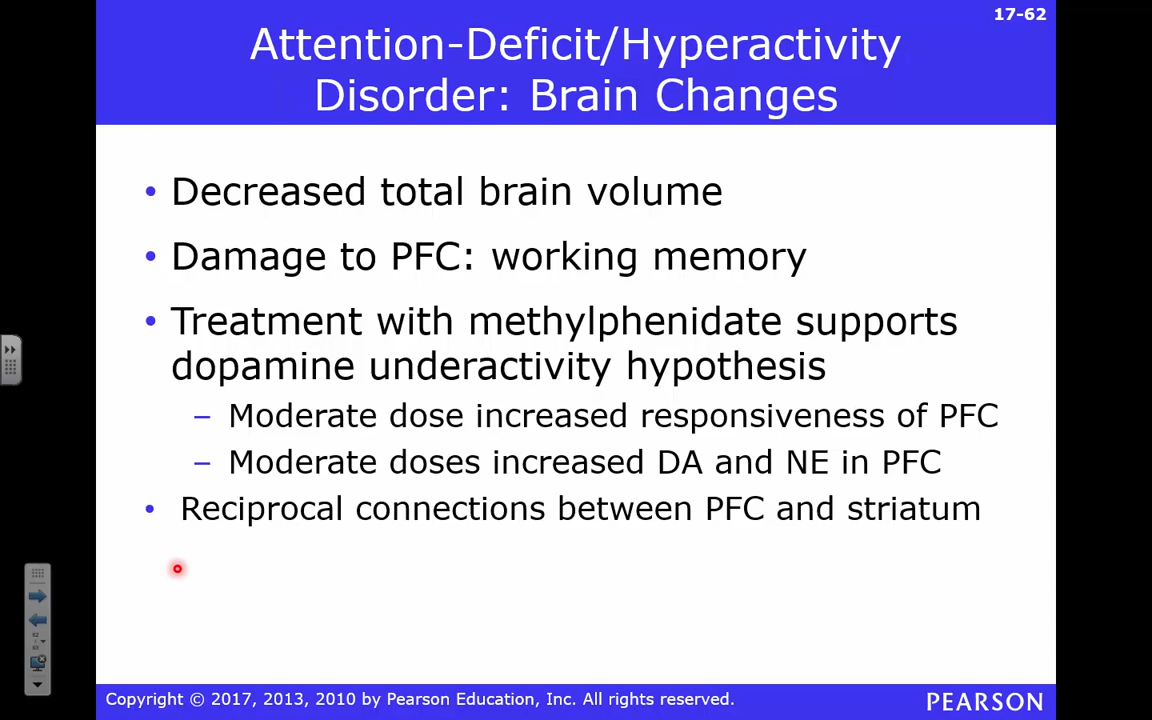 17-62
Attention-Deficit/Hyperactivity
Disorder: Brain Changes
• Decreased total brain volume
• Damage to PFC: working memory
• Treatment with methylphenidate supports
dopamine underactivity hypothesis
– Moderate dose increased responsiveness of PFC
– Moderate doses increased DA and NE in PFC
• Reciprocal connections between PFC and striatum
Copyright © 2017, 2013, 2010 by Pearson Education, Inc. All rights reserved.
PEARSON